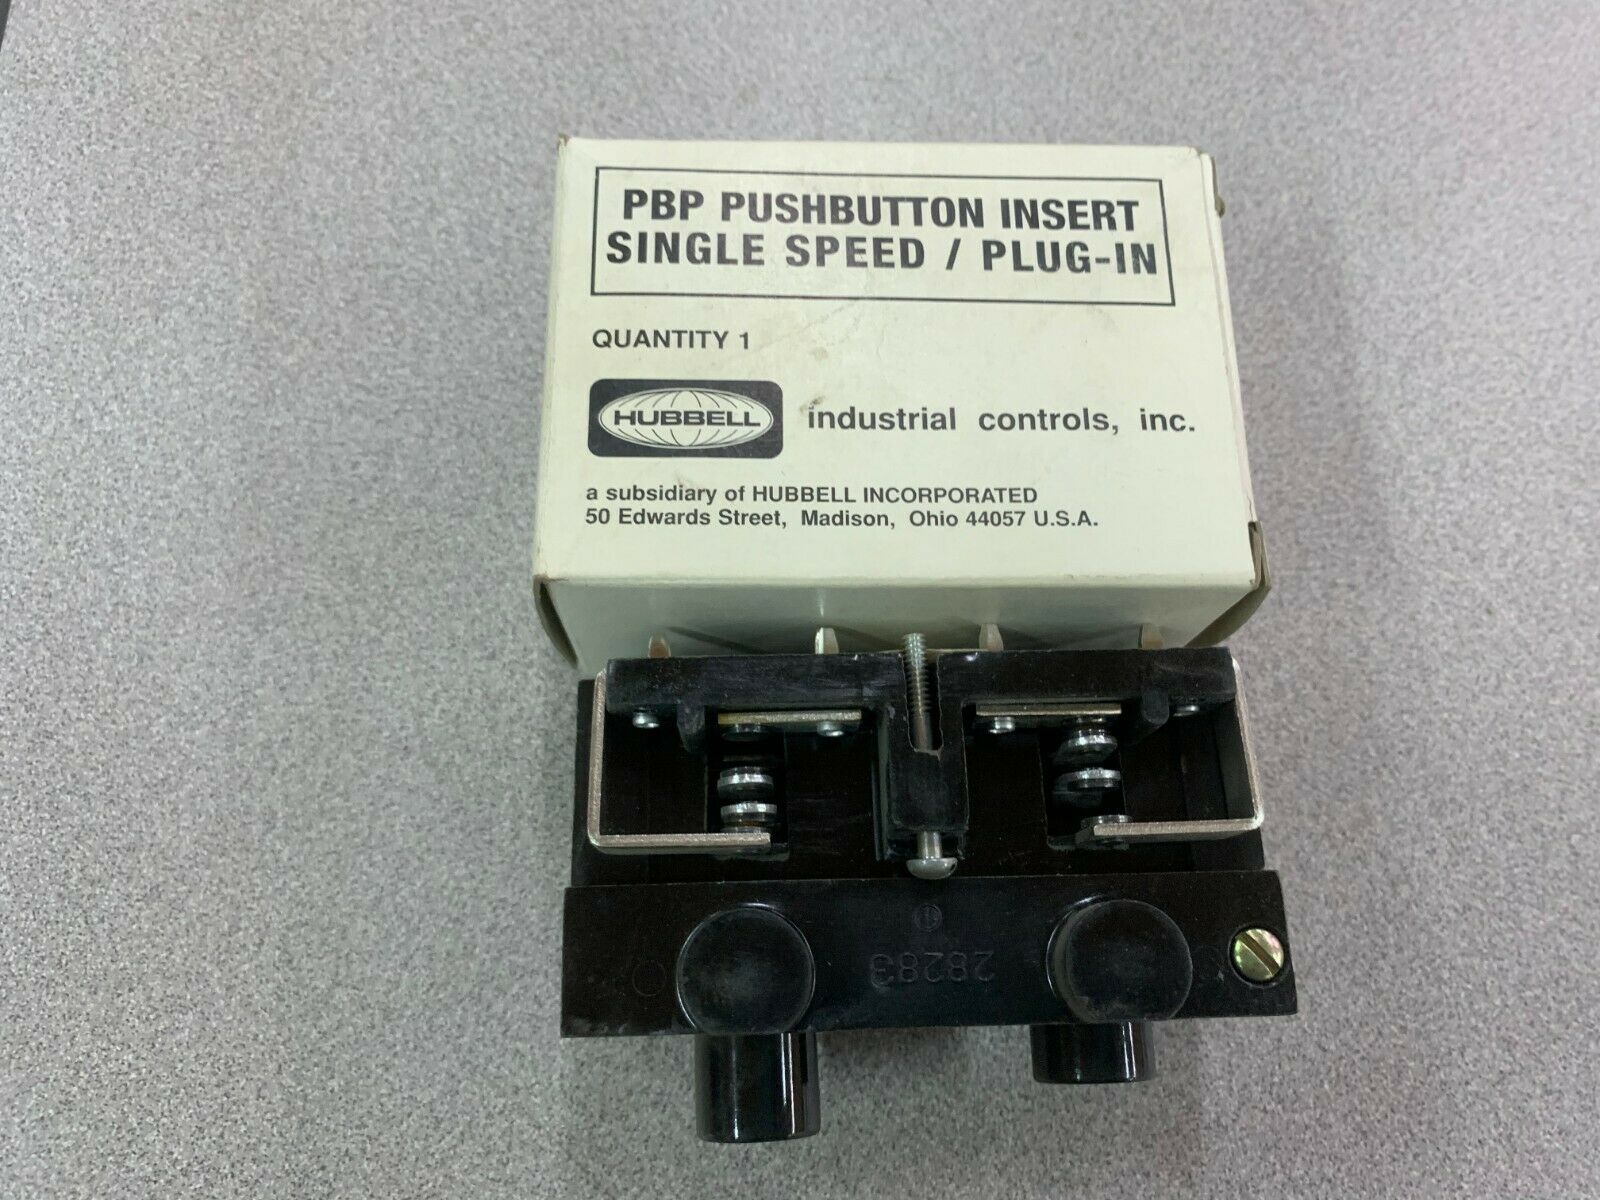 PBP PUSHBUTTON INSERT
SINGLE SPEED / PLUG-IN
QUANTITY 1
HUBBELL industrial controls, inc.
a subsidiary of HUBBELL INCORPORATED
50 Edwards Street, Madison, Ohio 44057 U.S.A.
28283